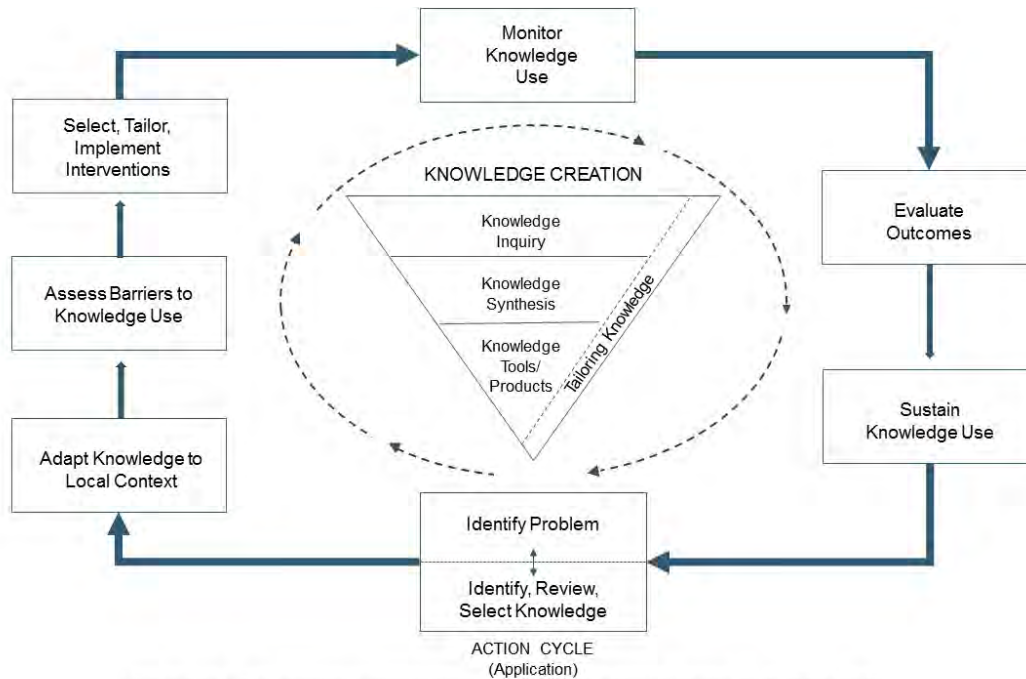 Monitor
Knowledge
Use
Select, Tailor,
Implement
Interventions
KNOWLEDGE CREATION
Knowledge
Inquiry
Evaluate
Outcomes
Assess Barriers to
Knowledge Use
Knowledge
Synthesis
Tailoring Knowledge
Knowledge
Tools/
Products
Sustain
Knowledge Use
Adapt Knowledge to
Local Context
Identify Problem
Identify, Review,
Select Knowledge
ACTION CYCLE
(Application)